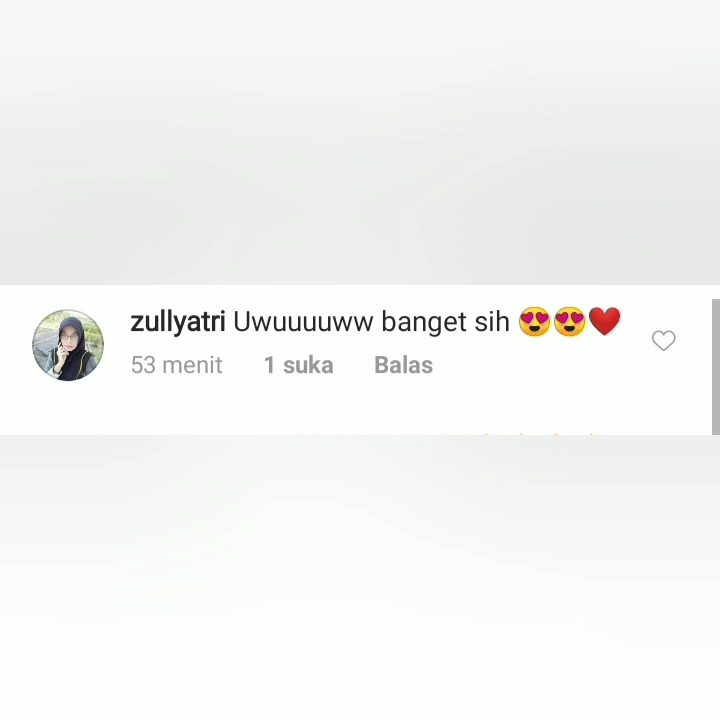 zullyatri Uwuuuuww banget sih 😍😍❤️
53 menit 1 suka Balas